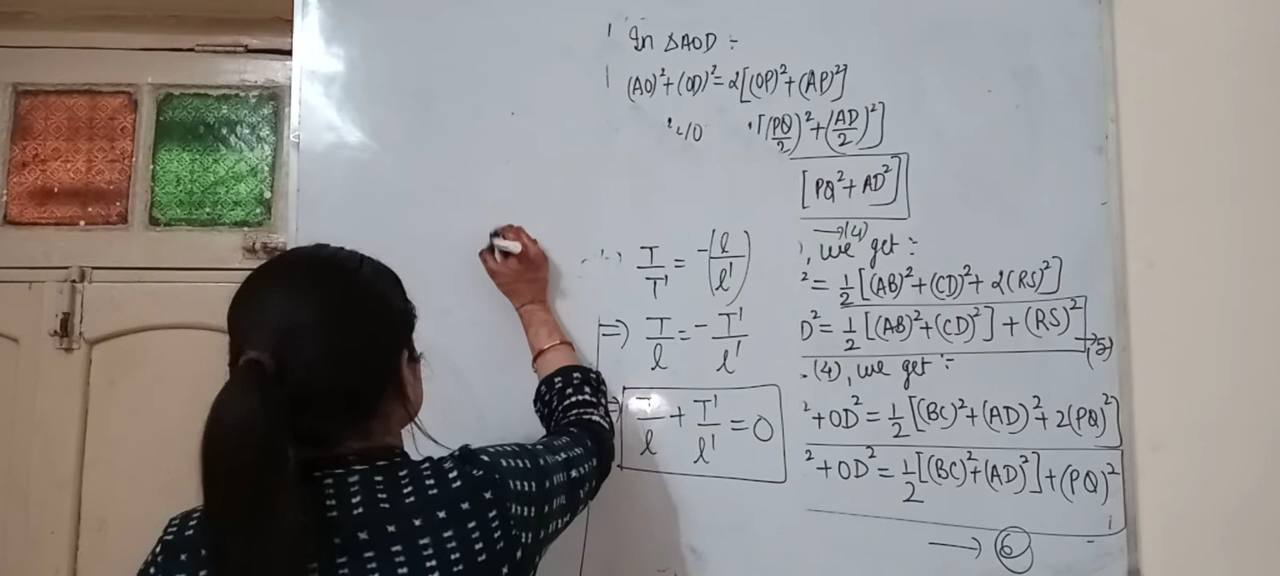 In ΔAOD :-
(AO)²+(OD)²=2[(OP)²+(AP)²]
[(PQ/2)²+(AD/2)²]
[PQ²+AD²]
→(4)
T/T' = -(l/l')
⇒) T/l = -T'/l'
T/l + T'/l' = 0
, we get :-
² = 1/2[(AB)²+(CD)²+2(RS)²]
D² = 1/2[(AB)²+(CD)²]+(RS)²
→(5)
(4), we get :-
²+OD² = 1/2[(BC)²+(AD)²+2(PQ)²]
²+OD² = 1/2[(BC)²+(AD)²]+(PQ)²
→ 6